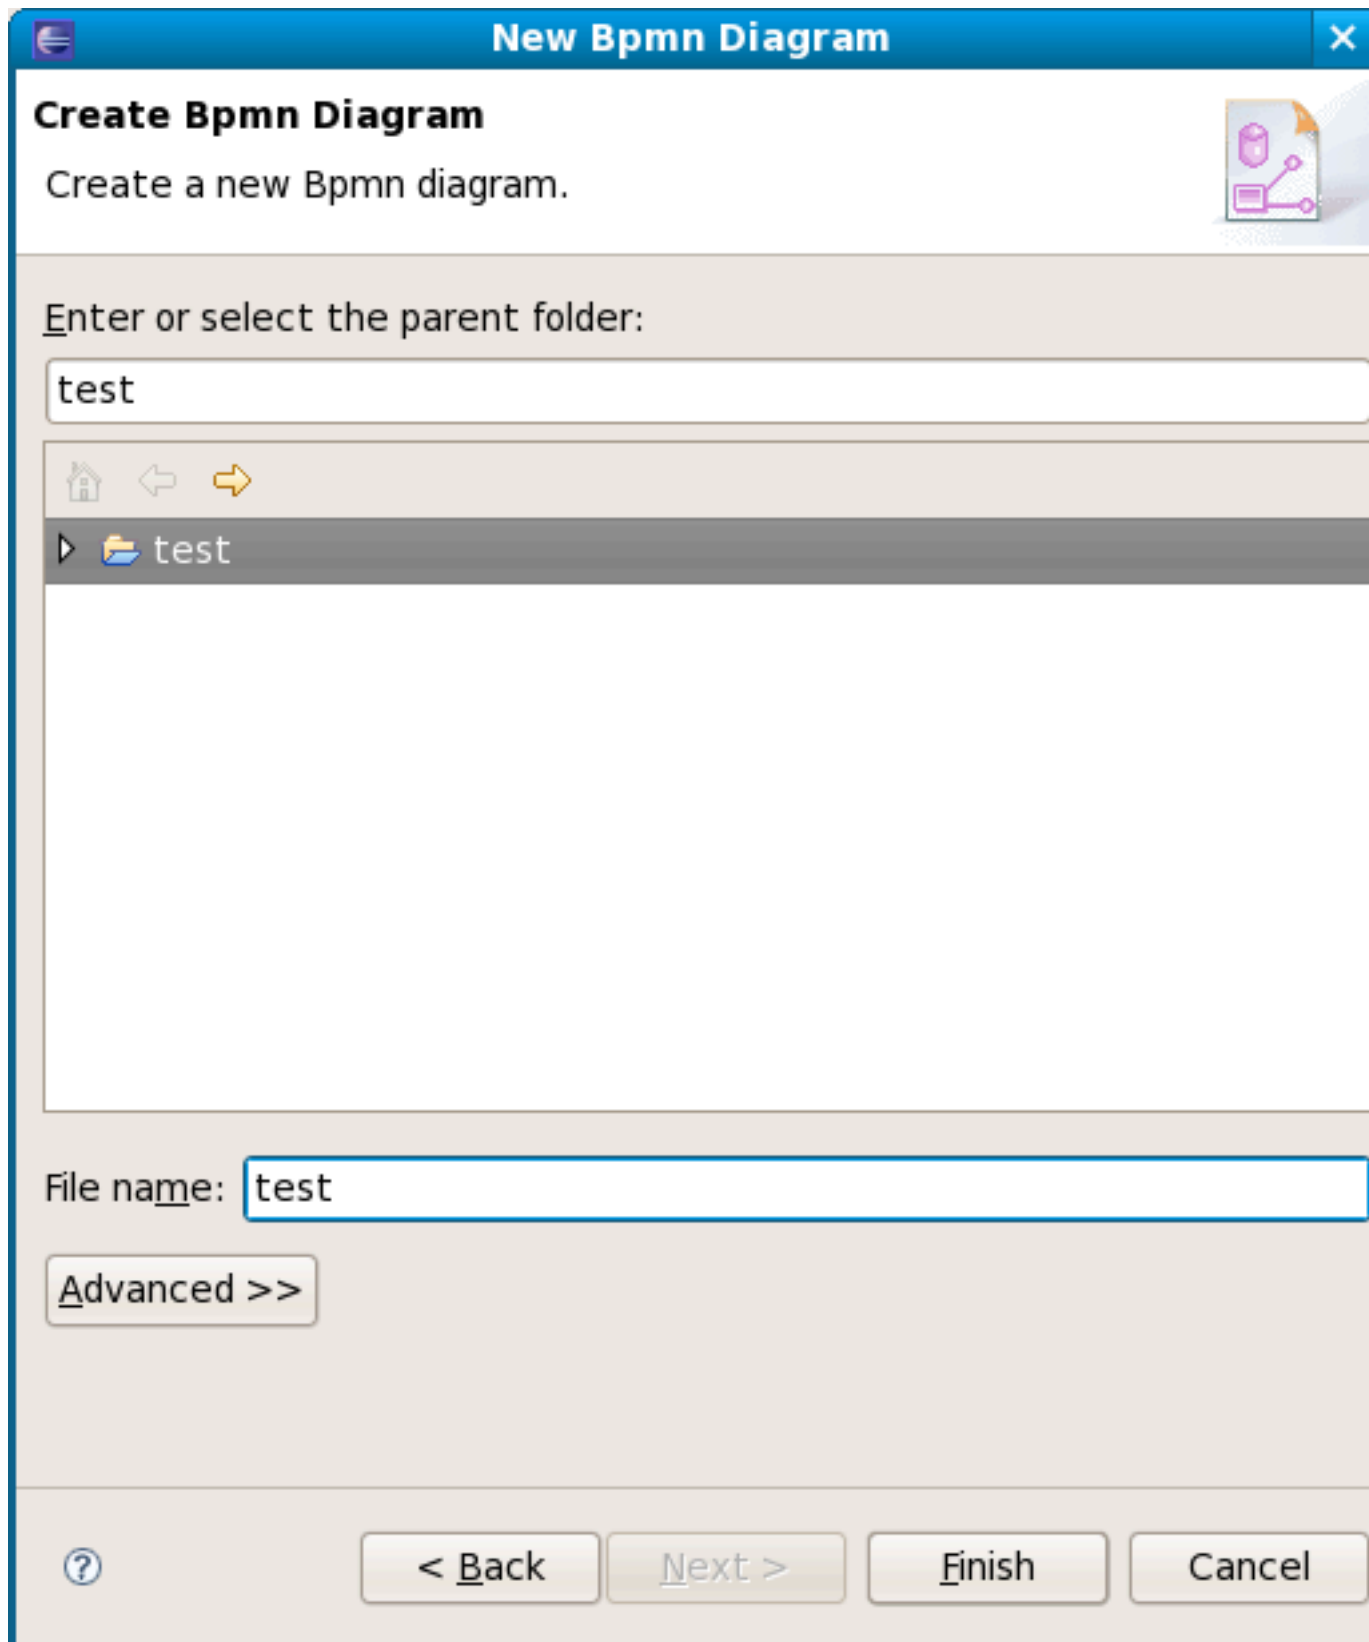 New Bpmn Diagram
Create Bpmn Diagram
Create a new Bpmn diagram.
Enter or select the parent folder:
test
test
File name: test
Advanced >>
< Back Next > Finish Cancel